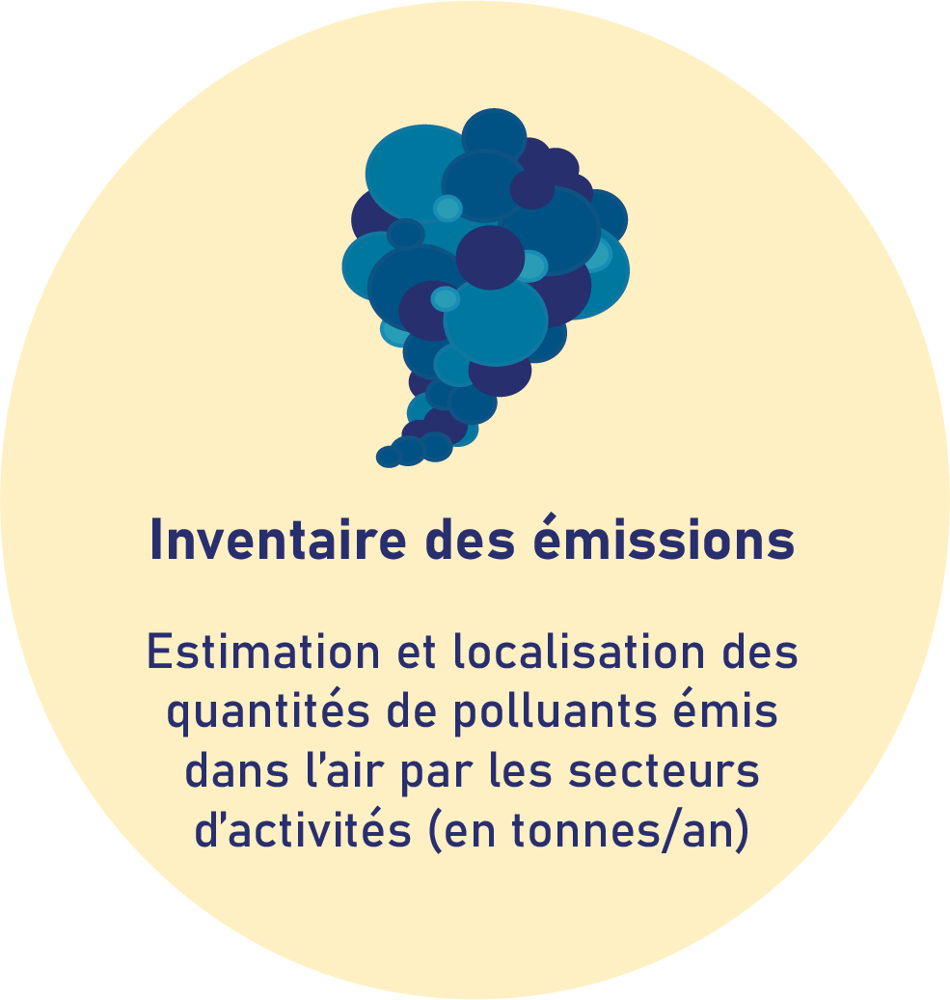 Inventaire des émissions
Estimation et localisation des
quantités de polluants émis
dans l’air par les secteurs
d’activités (en tonnes/an)